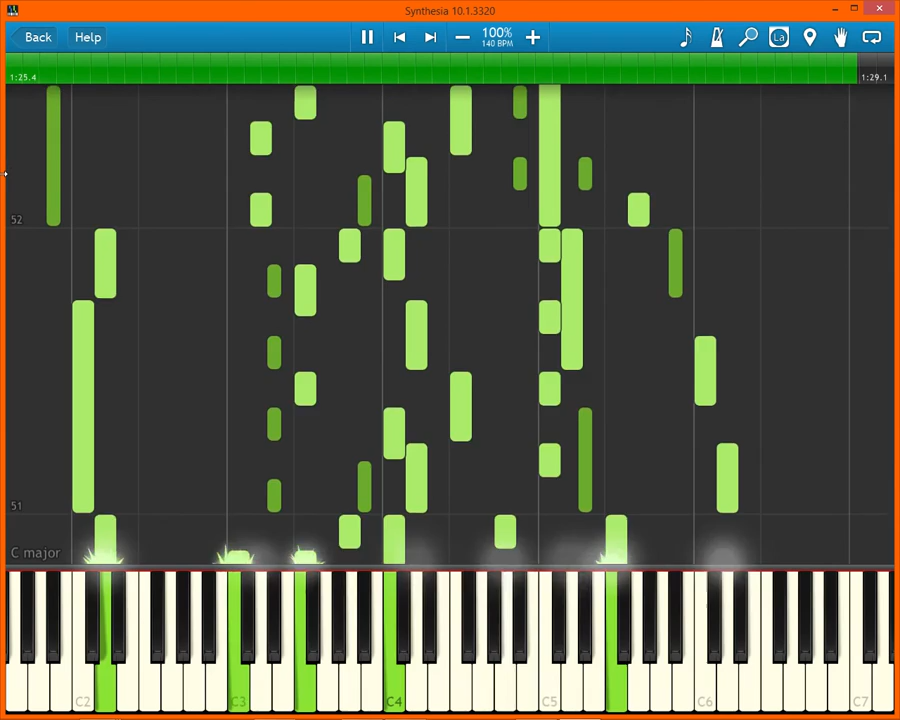 Synthesia 10.1.3320
Back Help 100% La
140 BPM
1:25.4 1:29.1
52
51
C major
C2 C3 C4 C5 C6 C7